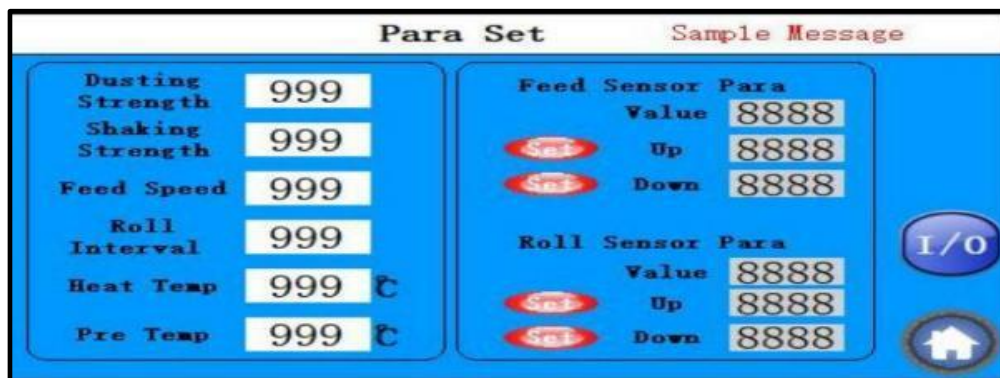 Para Set
Sample Message
Dusting
Strength
999
Shaking
Strength
999
Feed Speed
999
Roll
Interval
999
Heat Temp
999
℃
Pre Temp
999
℃
Feed Sensor Para
Value
8888
Set
Up
8888
Set
Down
8888
Roll Sensor Para
Value
8888
Set
Up
8888
Set
Down
8888
I/O